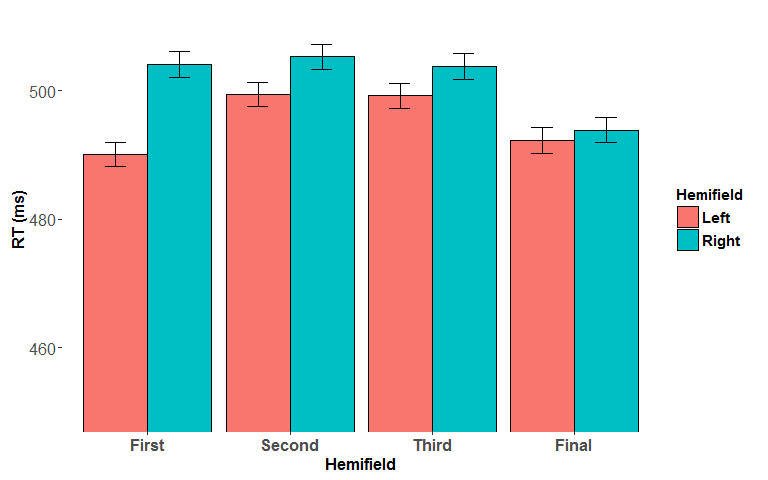 RT (ms)
500
480
460
First Second Third Final
Hemifield
Hemifield
Left
Right